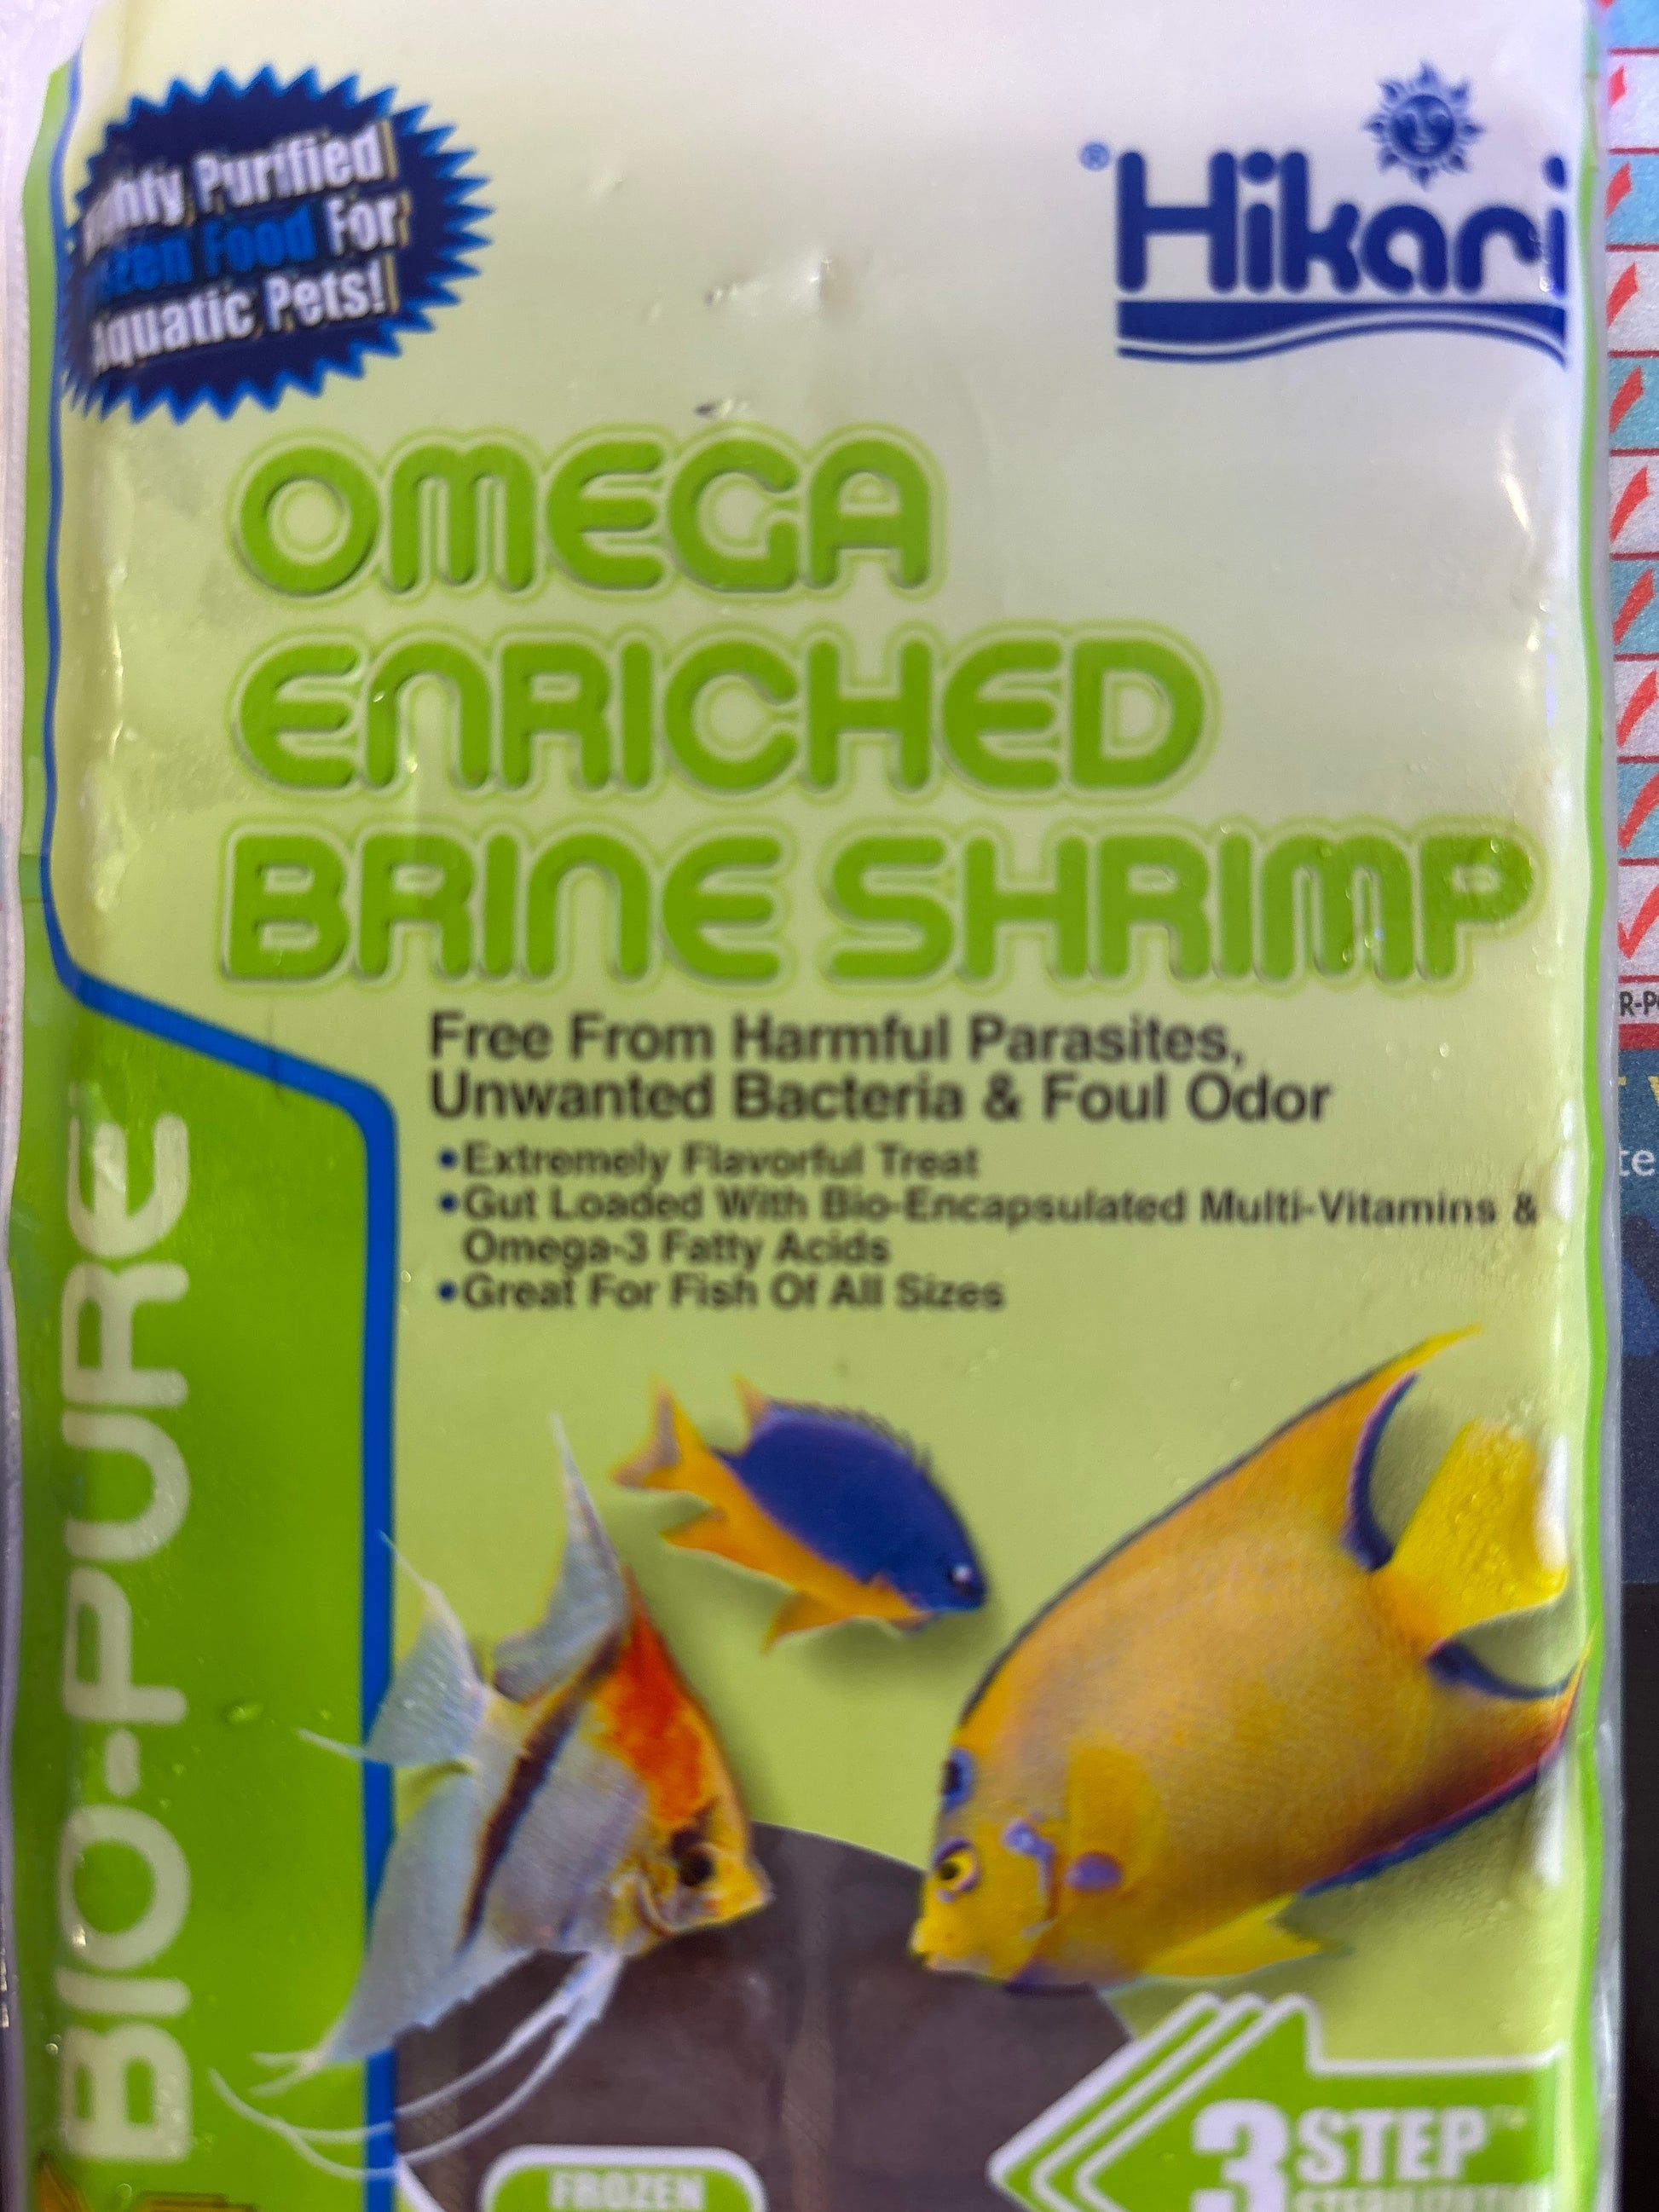 Purified
Food For
Aquatic Pets!
® Hikari
OMEGA
ENRICHED
BRINE SHRIMP
Free From Harmful Parasites,
Unwanted Bacteria & Foul Odor
•Extremely Flavorful Treat
•Gut Loaded With Bio-Encapsulated Multi-Vitamins &
Omega-3 Fatty Acids
•Great For Fish Of All Sizes
BIO-PURE
3 STEP™
FROZEN